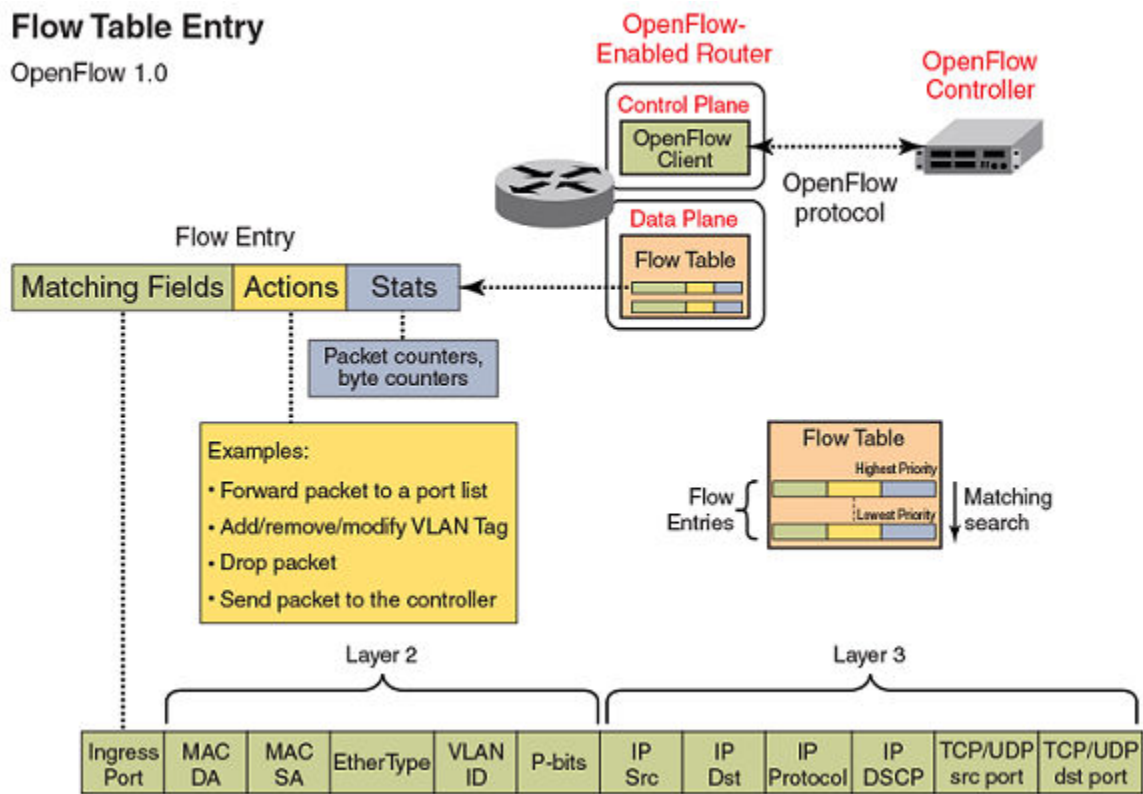 Flow Table Entry
OpenFlow 1.0
OpenFlow-
Enabled Router
OpenFlow
Controller
Control Plane
OpenFlow
Client
OpenFlow
protocol
Data Plane
Flow Table
Flow Entry
Matching Fields
Actions
Stats
Packet counters,
byte counters
Examples:
• Forward packet to a port list
• Add/remove/modify VLAN Tag
• Drop packet
• Send packet to the controller
Flow Table
Highest Priority
Flow
Entries
Lowest Priority
Matching
search
Layer 2
Layer 3
Ingress
Port
MAC
DA
MAC
SA
EtherType
VLAN
ID
P-bits
IP
Src
IP
Dst
IP
Protocol
IP
DSCP
TCP/UDP
src port
TCP/UDP
dst port